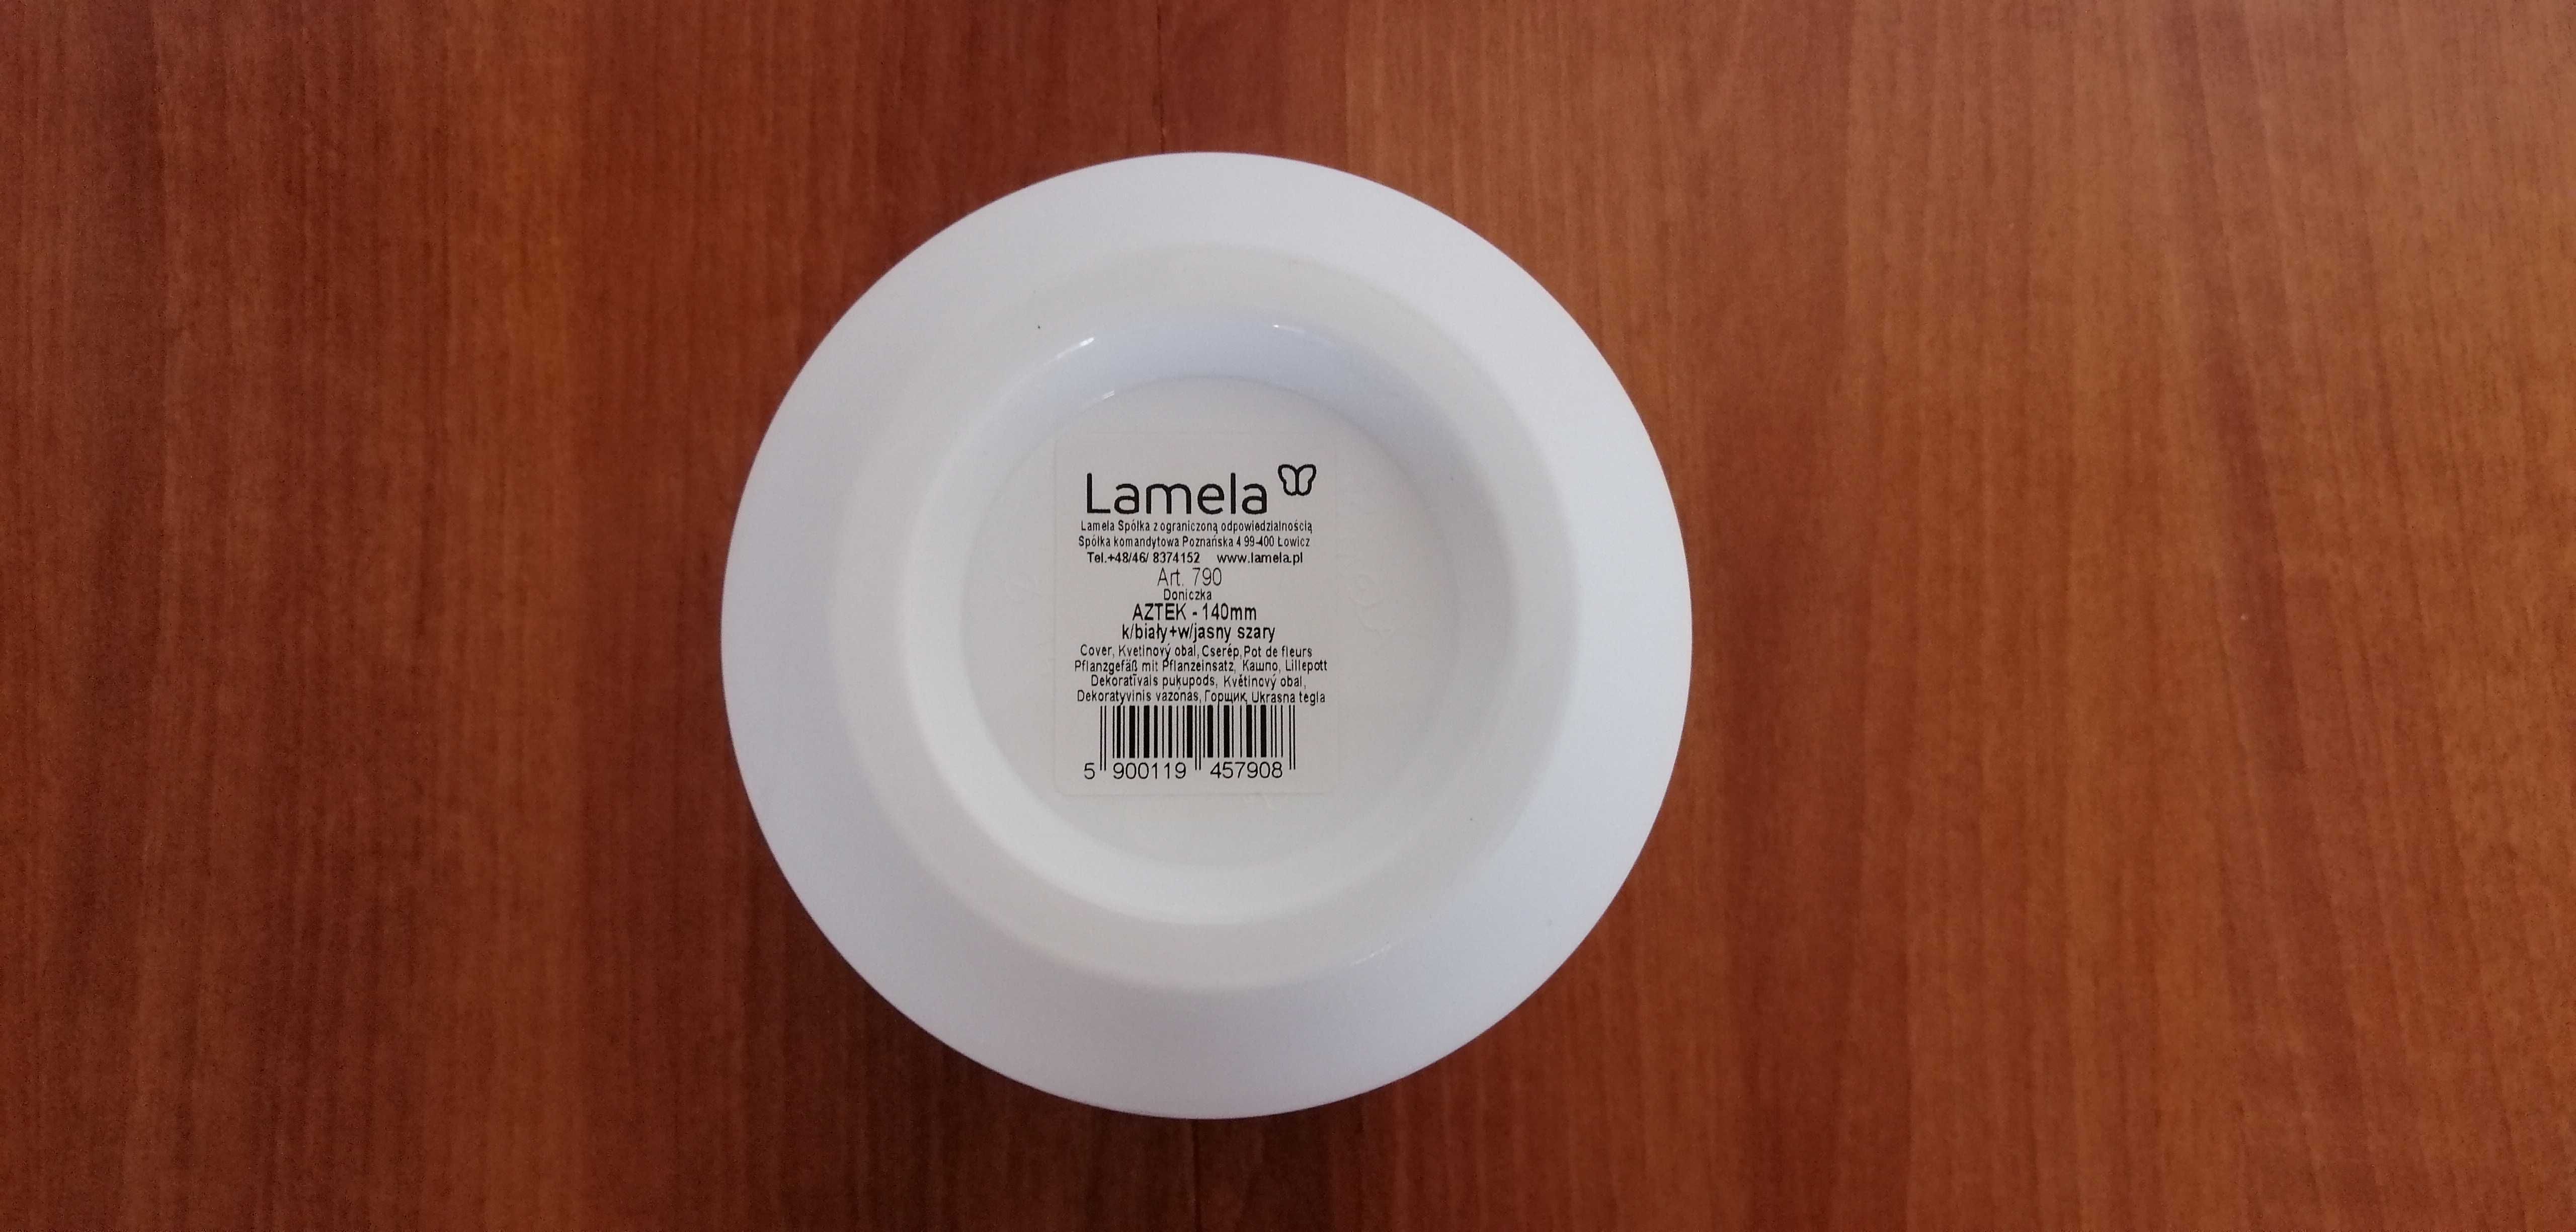 Lamela
Lamela Spółka z ograniczoną odpowiedzialnością
Spółka komandytowa Poznańska 4 99-400 Łowicz
Tel.+48/46/ 8374152 www.lamela.pl
Art. 790
Doniczka
AZTEK - 140mm
k/biały+w/jasny szary
Cover, Kvetinový obal, Cserép, Pot de fleurs
Pflanzgefäß mit Pflanzeinsatz, Кашпо, Lillepott
Dekoratīvais puķupods, Květinový obal,
Dekoratyvinis vazonas, Горщик, Ukrasna tegla
5 900119 457908